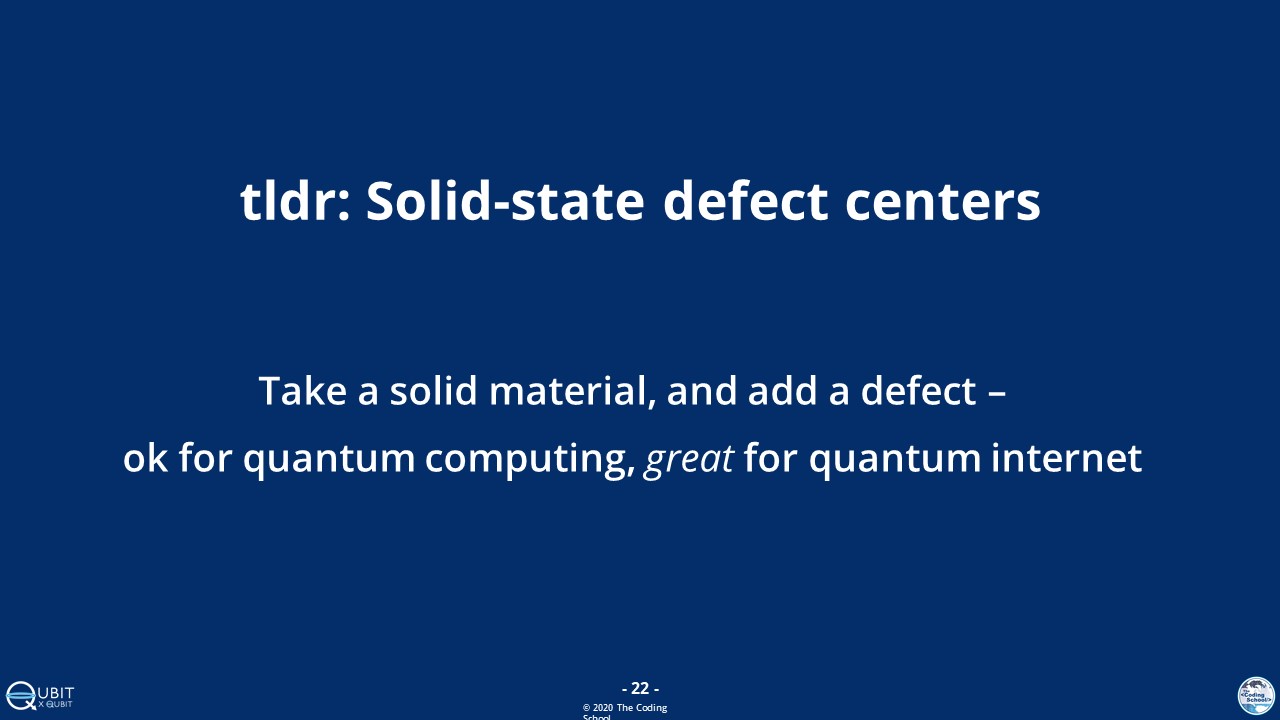 tldr: Solid-state defect centers
Take a solid material, and add a defect –
ok for quantum computing, great for quantum internet
QUBIT
X QUBIT
- 22 -
© 2020 The Coding
School
The
<Coding
School/>